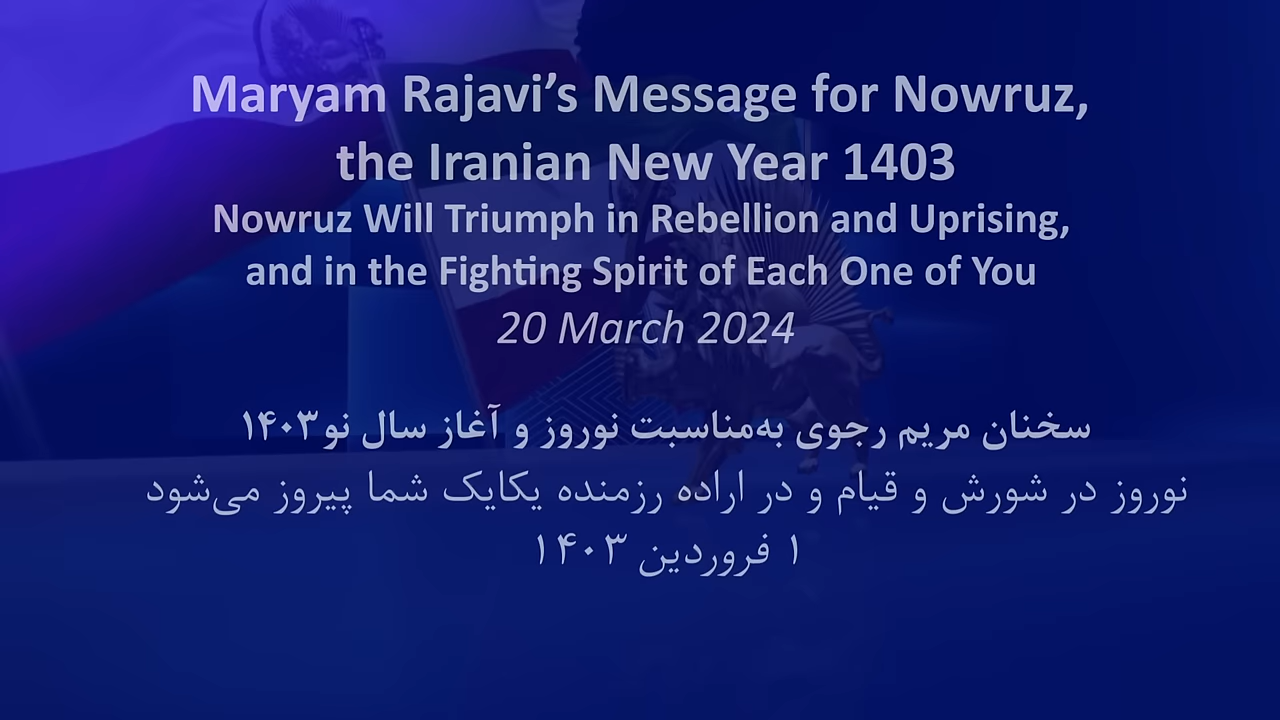 Maryam Rajavi’s Message for Nowruz,
the Iranian New Year 1403
Nowruz Will Triumph in Rebellion and Uprising,
and in the Fighting Spirit of Each One of You
20 March 2024
سخنان مریم رجوی به‌مناسبت نوروز و آغاز سال نو۱۴۰۳
نوروز در شورش و قیام و در اراده رزمنده یکایک شما پیروز می‌شود
۱ فروردین ۱۴۰۳